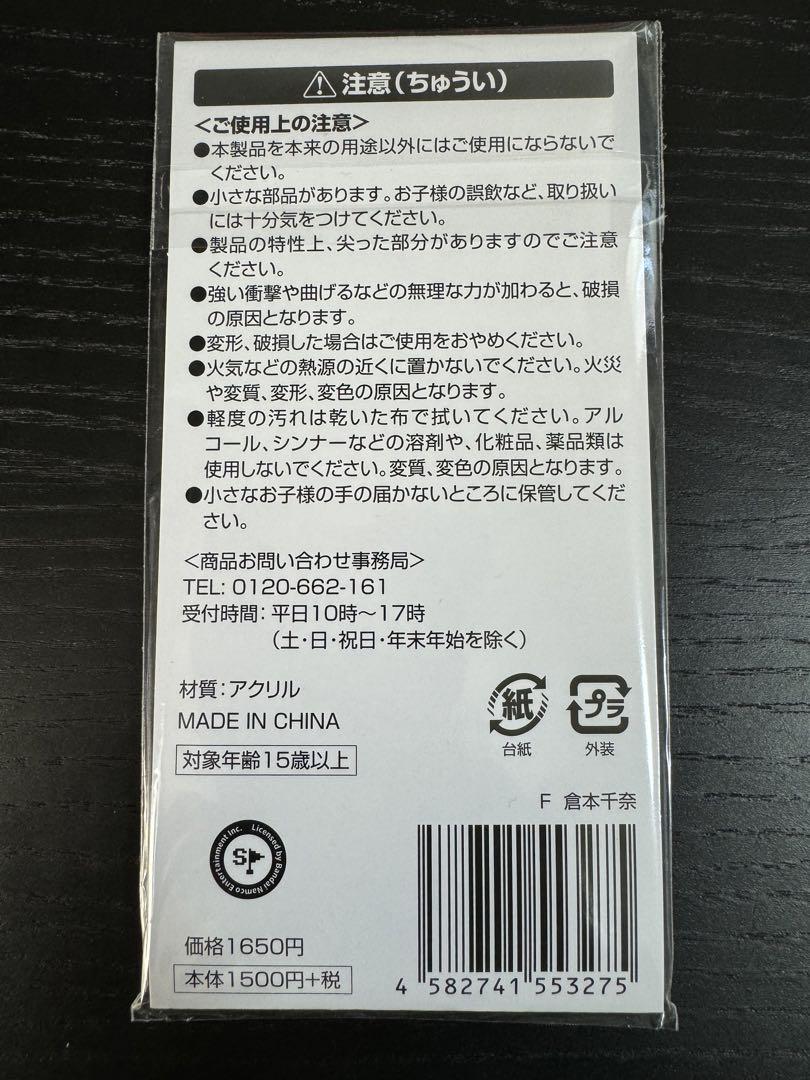 注意(ちゅうい)
<ご使用上の注意>
●本製品を本来の用途以外にはご使用にならないで
ください。
●小さな部品があります。お子様の誤飲など、取り扱い
には十分気をつけてください。
●製品の特性上、尖った部分がありますのでご注意
ください。
●強い衝撃や曲げるなどの無理な力が加わると、破損
の原因となります。
●変形、破損した場合はご使用をおやめください。
●火気などの熱源の近くに置かないでください。火災
や変質、変形、変色の原因となります。
●軽度の汚れは乾いた布で拭いてください。アル
コール、シンナーなどの溶剤や、化粧品、薬品類は
使用しないでください。変質、変色の原因となります。
●小さなお子様の手の届かないところに保管してくだ
さい。
<商品お問い合わせ事務局>
TEL: 0120-662-161
受付時間:平日10時～17時
(土・日・祝日・年末年始を除く)
材質:アクリル
MADE IN CHINA
対象年齢15歳以上
紙
台紙
プラ
外装
F 倉本千奈
Licensed by Bandai Namco Entertainment Inc.
S
価格1650円
本体1500円+税
4 582741 553275